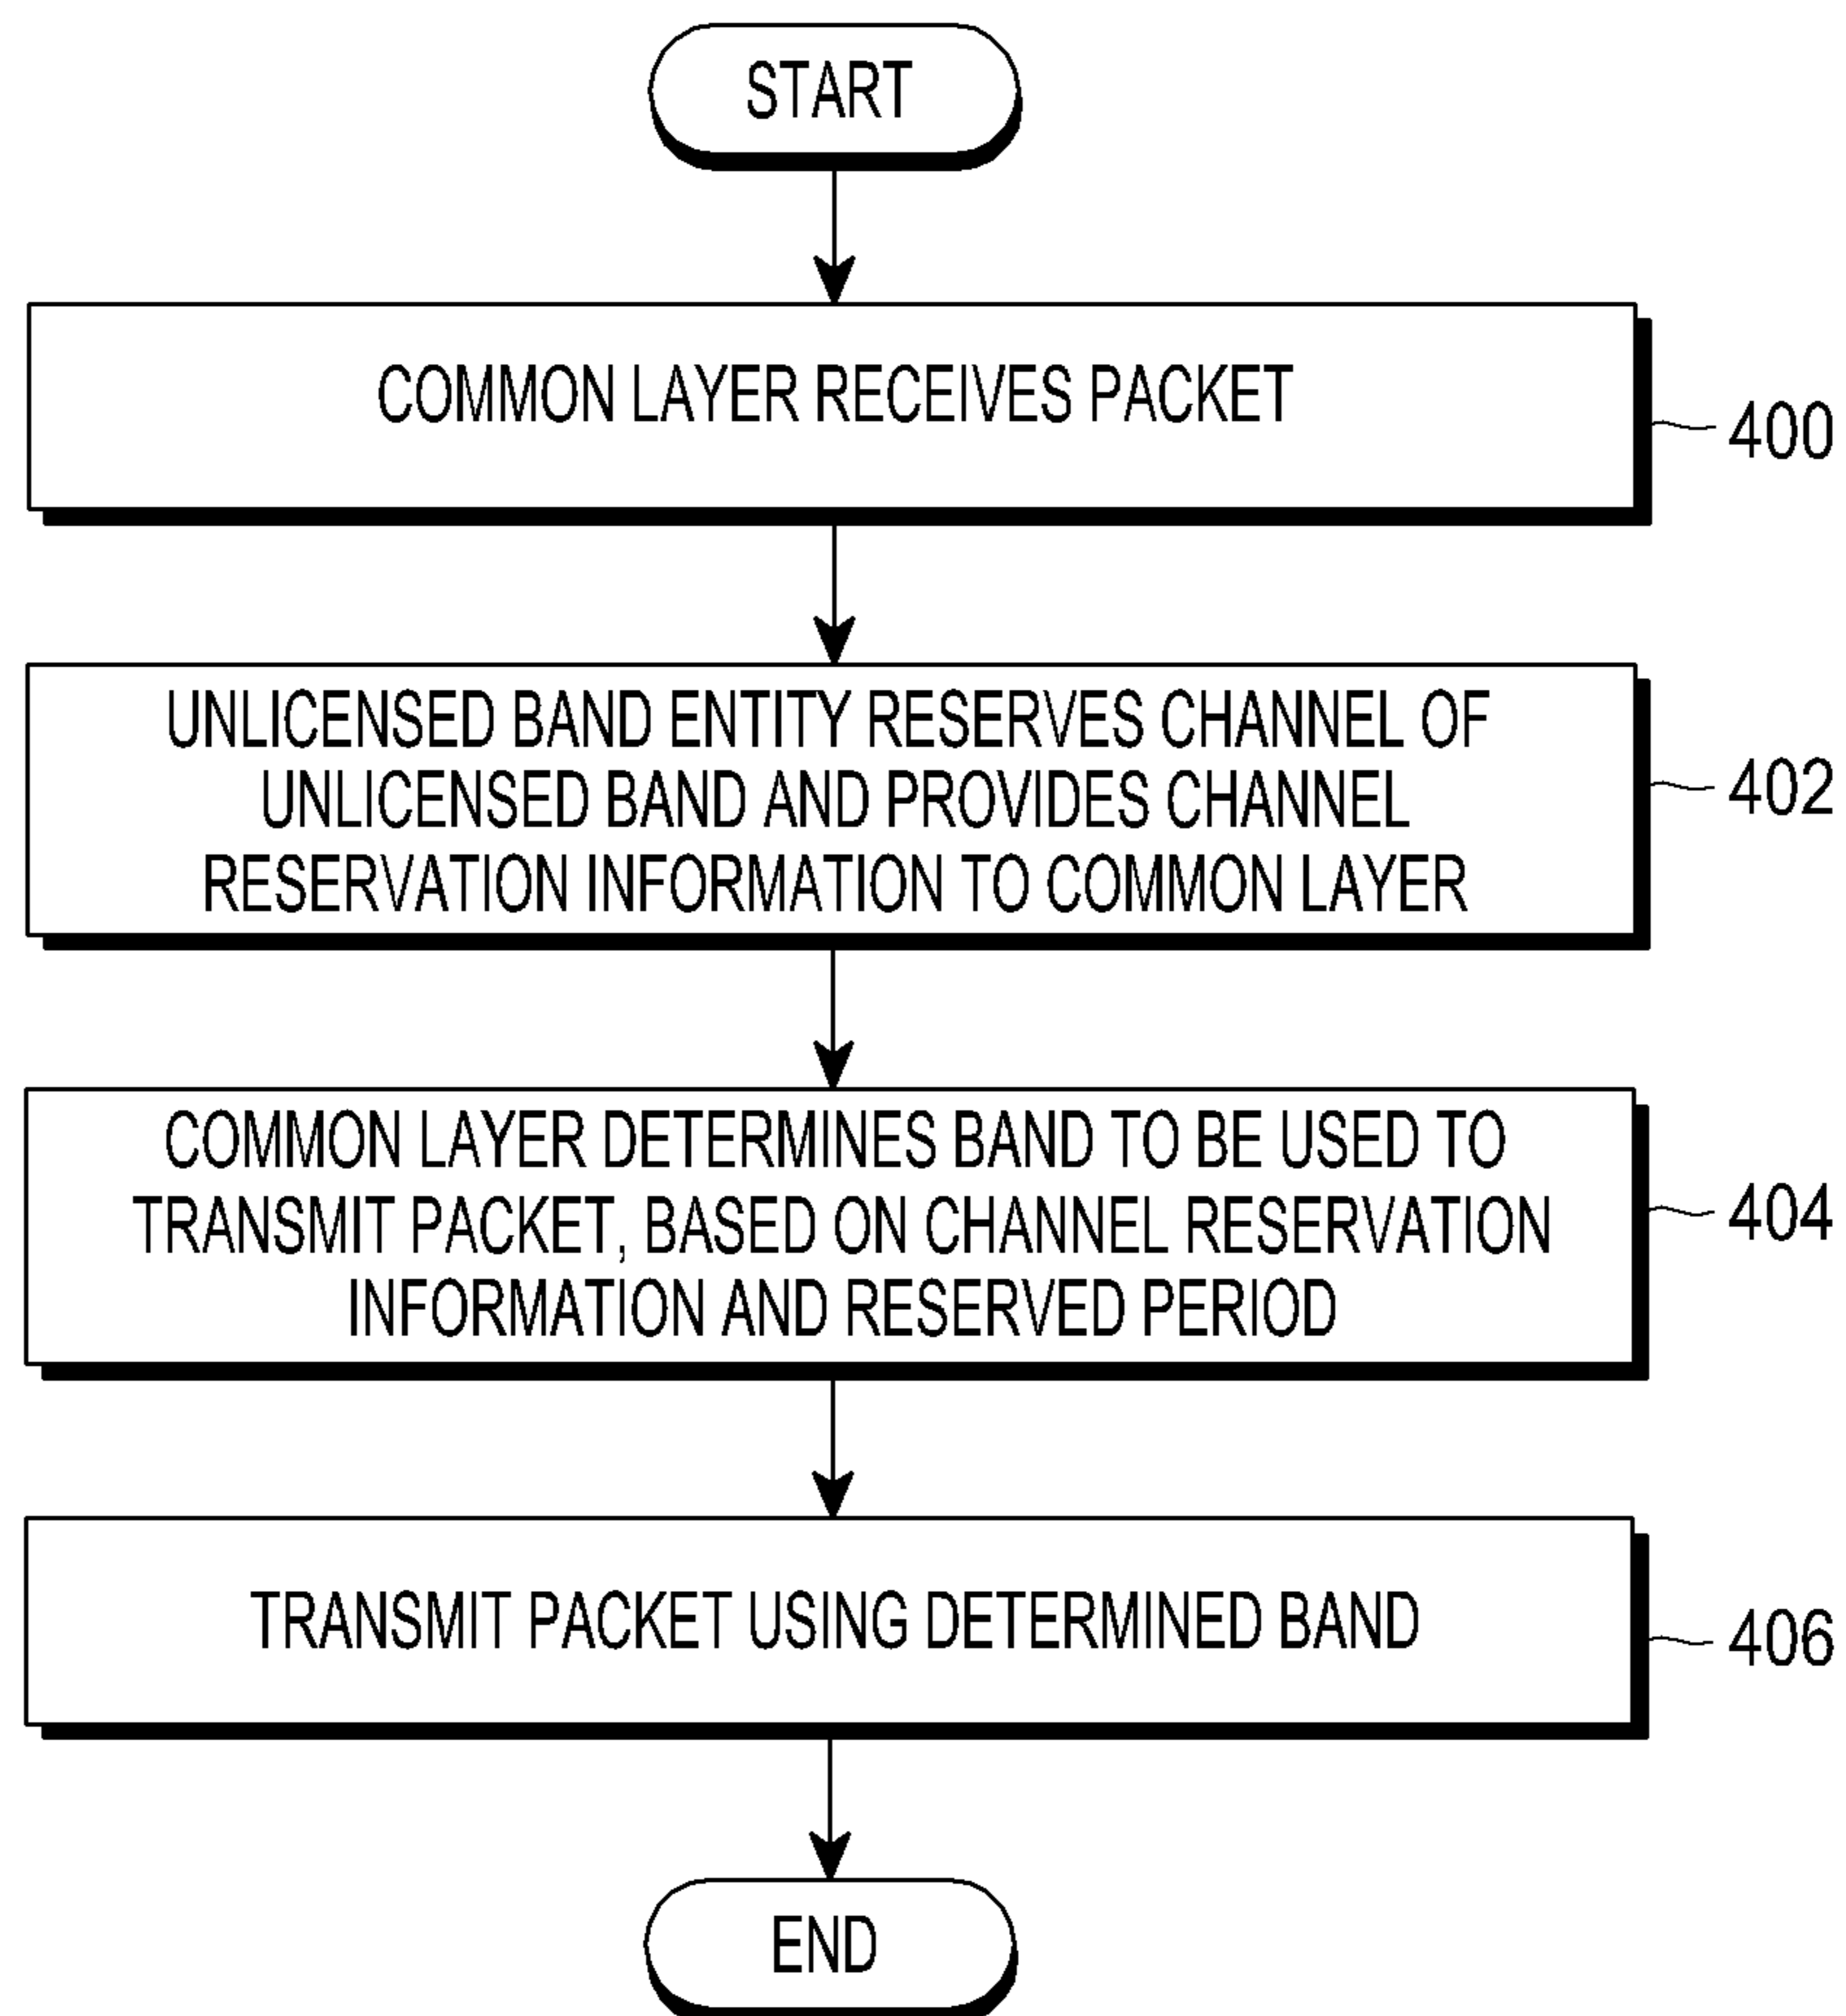 START
COMMON LAYER RECEIVES PACKET
400
UNLICENSED BAND ENTITY RESERVES CHANNEL OF
UNLICENSED BAND AND PROVIDES CHANNEL
RESERVATION INFORMATION TO COMMON LAYER
402
COMMON LAYER DETERMINES BAND TO BE USED TO
TRANSMIT PACKET, BASED ON CHANNEL RESERVATION
INFORMATION AND RESERVED PERIOD
404
TRANSMIT PACKET USING DETERMINED BAND
406
END